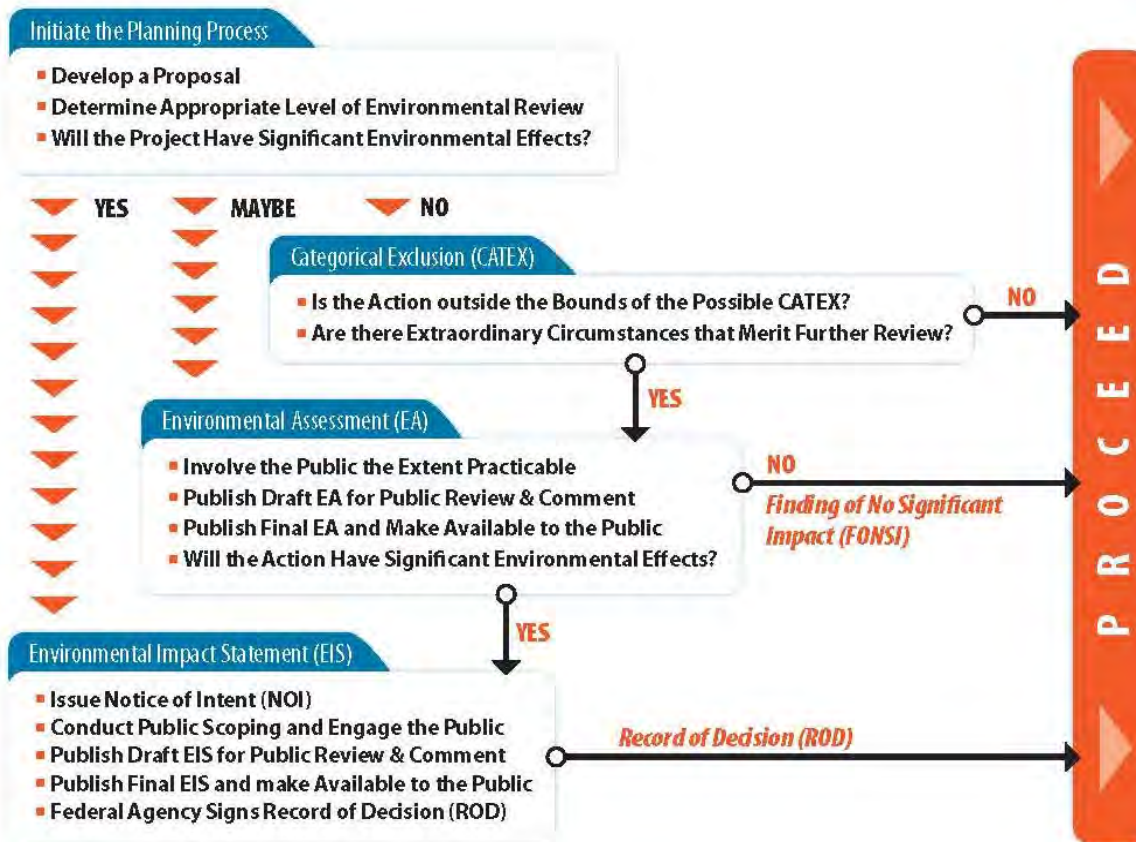 Initiate the Planning Process
▪ Develop a Proposal
▪ Determine Appropriate Level of Environmental Review
▪ Will the Project Have Significant Environmental Effects?
YES
MAYBE
NO
Categorical Exclusion (CATEX)
▪ Is the Action outside the Bounds of the Possible CATEX?
▪ Are there Extraordinary Circumstances that Merit Further Review?
NO
YES
Environmental Assessment (EA)
▪ Involve the Public the Extent Practicable
▪ Publish Draft EA for Public Review & Comment
▪ Publish Final EA and Make Available to the Public
▪ Will the Action Have Significant Environmental Effects?
NO
Finding of No Significant
Impact (FONSI)
YES
Environmental Impact Statement (EIS)
▪ Issue Notice of Intent (NOI)
▪ Conduct Public Scoping and Engage the Public
▪ Publish Draft EIS for Public Review & Comment
▪ Publish Final EIS and make Available to the Public
▪ Federal Agency Signs Record of Decision (ROD)
Record of Decision (ROD)
PROCEED